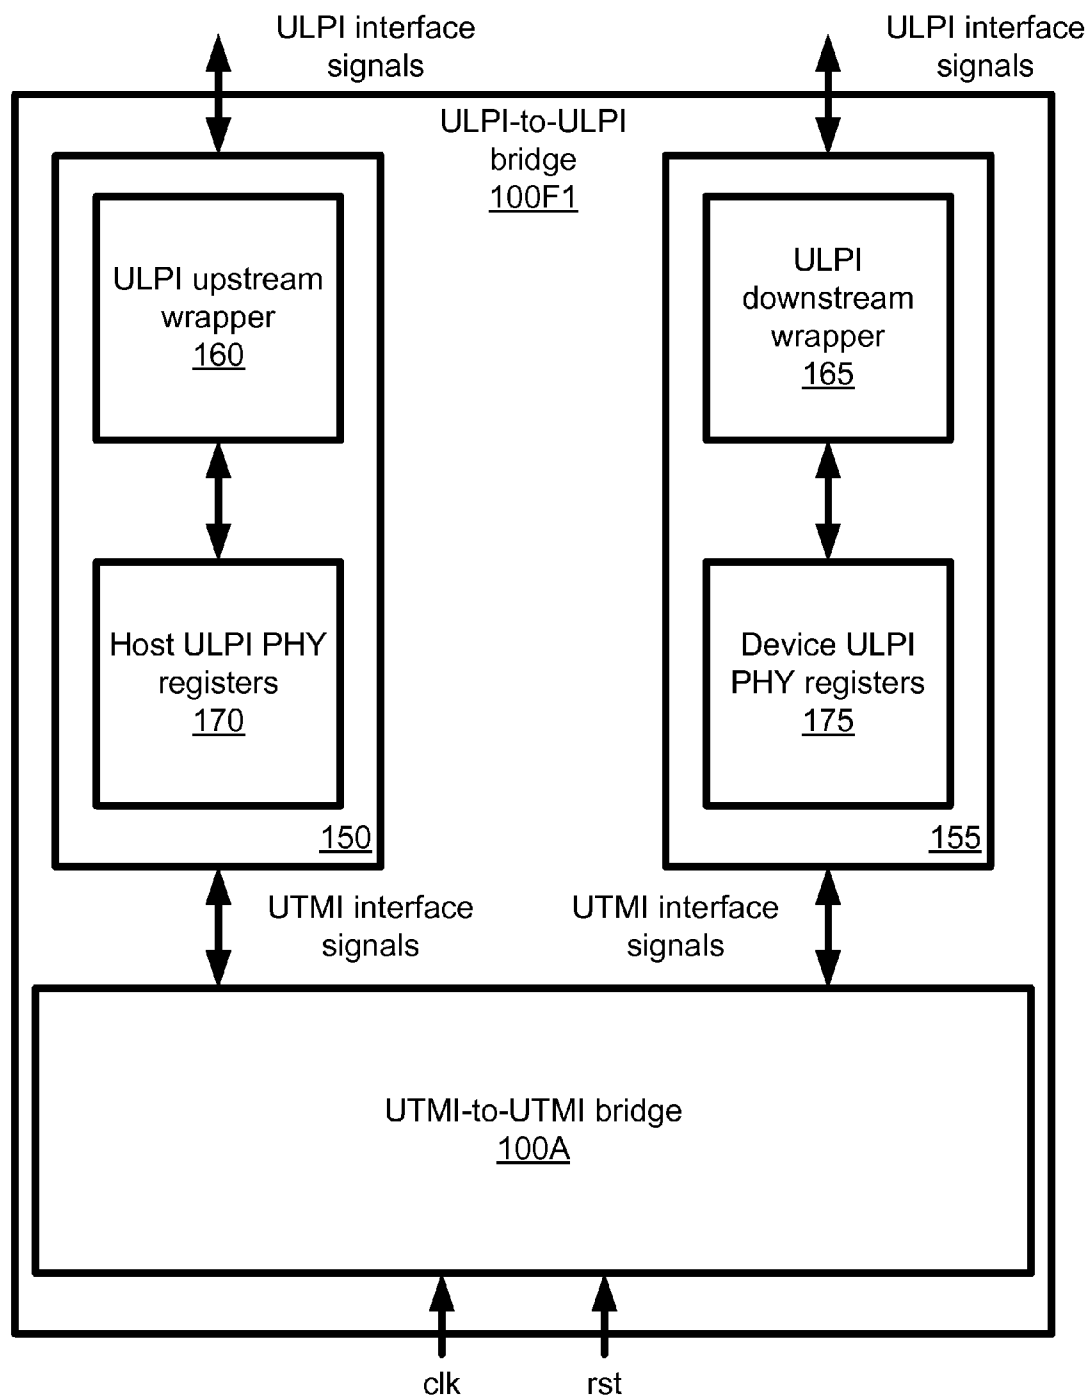 ULPI interface
signals
ULPI interface
signals
ULPI-to-ULPI
bridge
100F1
ULPI upstream
wrapper
160
ULPI
downstream
wrapper
165
Host ULPI PHY
registers
170
Device ULPI
PHY registers
175
150
155
UTMI interface
signals
UTMI interface
signals
UTMI-to-UTMI bridge
100A
clk
rst